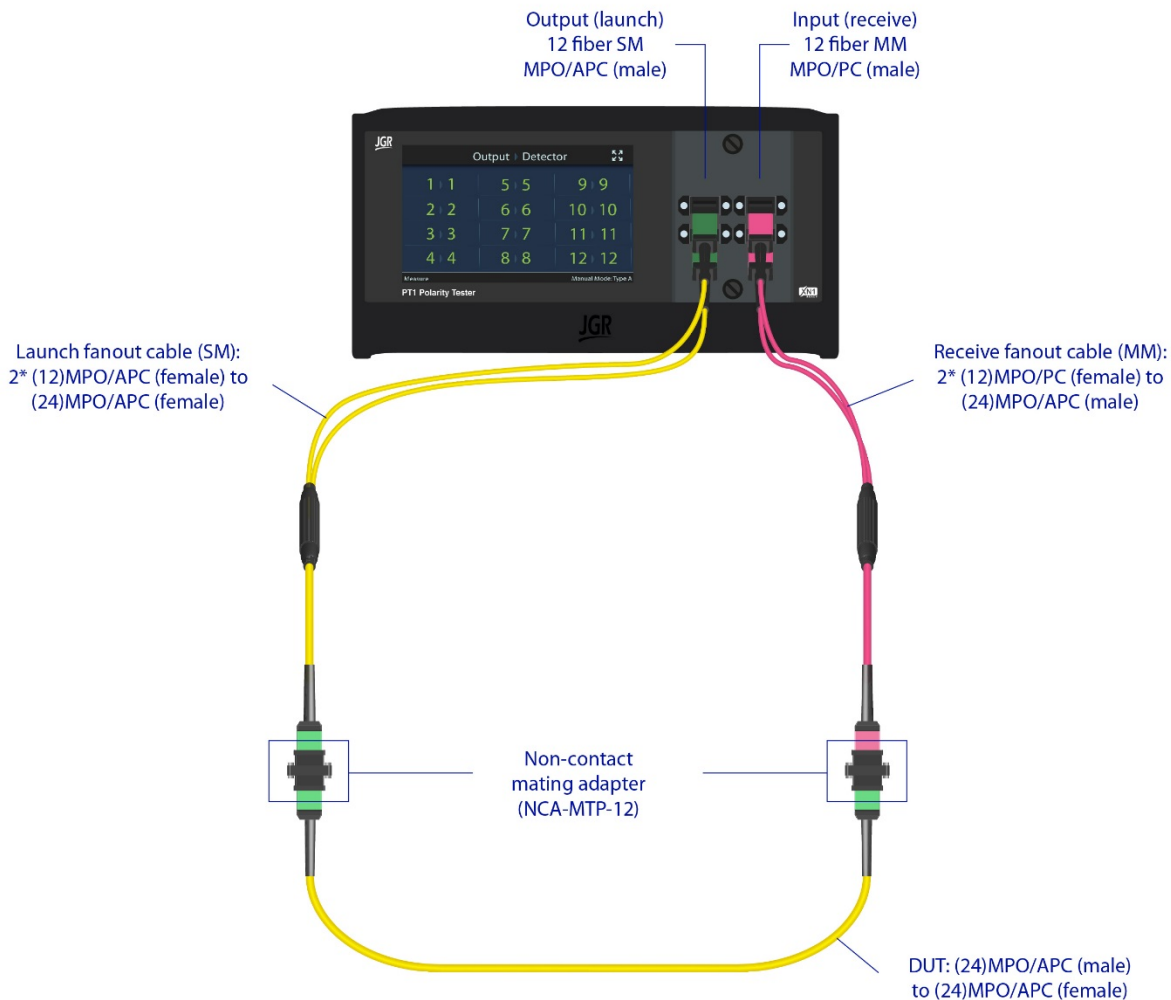 Output (launch)
12 fiber SM
MPO/APC (male)
Input (receive)
12 fiber MM
MPO/PC (male)
JGR
Output › Detector
1 › 1 5 › 5 9 › 9
2 › 2 6 › 6 10 › 10
3 › 3 7 › 7 11 › 11
4 › 4 8 › 8 12 › 12
Measure Manual Mode: Type A
PT1 Polarity Tester
XN1
JGR
Launch fanout cable (SM):
2* (12)MPO/APC (female) to
(24)MPO/APC (female)
Receive fanout cable (MM):
2* (12)MPO/PC (female) to
(24)MPO/APC (male)
Non-contact
mating adapter
(NCA-MTP-12)
DUT: (24)MPO/APC (male)
to (24)MPO/APC (female)